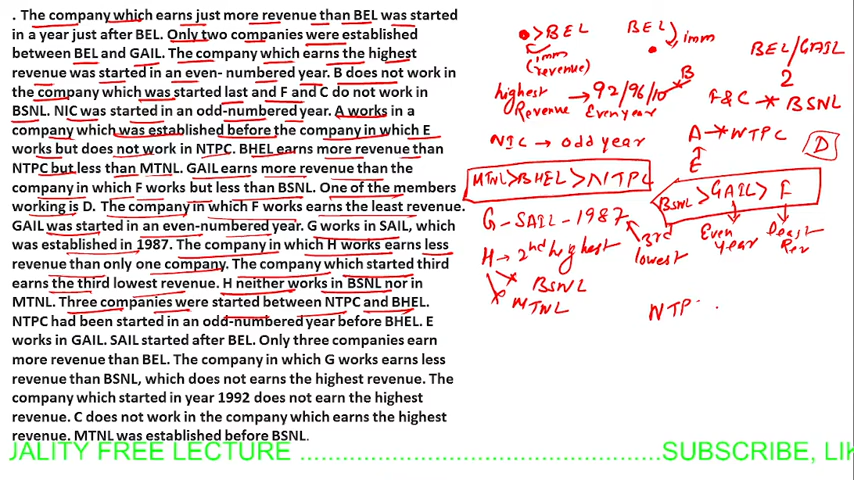 . The company which earns just more revenue than BEL was started
in a year just after BEL. Only two companies were established
between BEL and GAIL. The company which earns the highest
revenue was started in an even- numbered year. B does not work in
the company which was started last and F and C do not work in
BSNL. NIC was started in an odd-numbered year. A works in a
company which was established before the company in which E
works but does not work in NTPC. BHEL earns more revenue than
NTPC but less than MTNL. GAIL earns more revenue than the
company in which F works but less than BSNL. One of the members
working is D. The company in which F works earns the least revenue.
GAIL was started in an even-numbered year. G works in SAIL, which
was established in 1987. The company in which H works earns less
revenue than only one company. The company which started third
earns the third lowest revenue. H neither works in BSNL nor in
MTNL. Three companies were started between NTPC and BHEL.
NTPC had been started in an odd-numbered year before BHEL. E
works in GAIL. SAIL started after BEL. Only three companies earn
more revenue than BEL. The company in which G works earns less
revenue than BSNL, which does not earns the highest revenue. The
company which started in year 1992 does not earn the highest
revenue. C does not work in the company which earns the highest
revenue. MTNL was established before BSNL.
> BEL
imm
(revenue)
BEL
imm
BEL/GAIL
2
highest
Revenue → 92/96/10
Even year
B
F&C → BSNL
NIC → odd year
A → NTPC
E
D
MTNL>BHEL>NTPC
BSNL > GAIL > F
G-SAIL-1987
3rd
lowest
Even
year
least
Rev
H → 2nd highest
BSNL
MTNL
NTP
JALITY FREE LECTURE ......................................................SUBSCRIBE, LIK